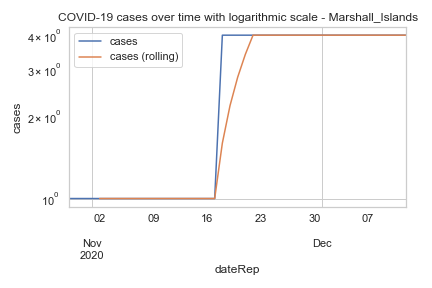 COVID-19 cases over time with logarithmic scale - Marshall_Islands
4 × 10⁰
3 × 10⁰
2 × 10⁰
10⁰
cases
cases
cases (rolling)
02 09 16 23 30 07
Nov Dec
2020
dateRep